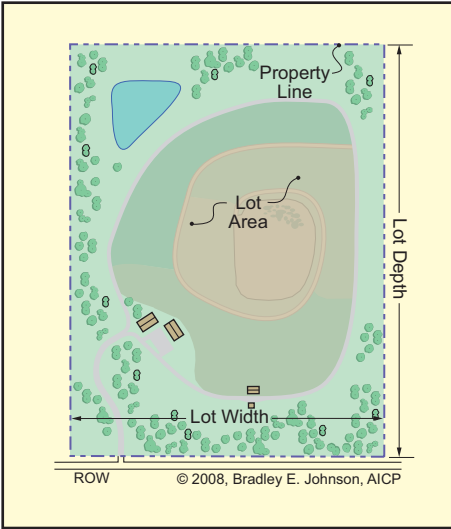 Property
Line
Lot
Area
Lot Depth
Lot Width
ROW
© 2008, Bradley E. Johnson, AICP